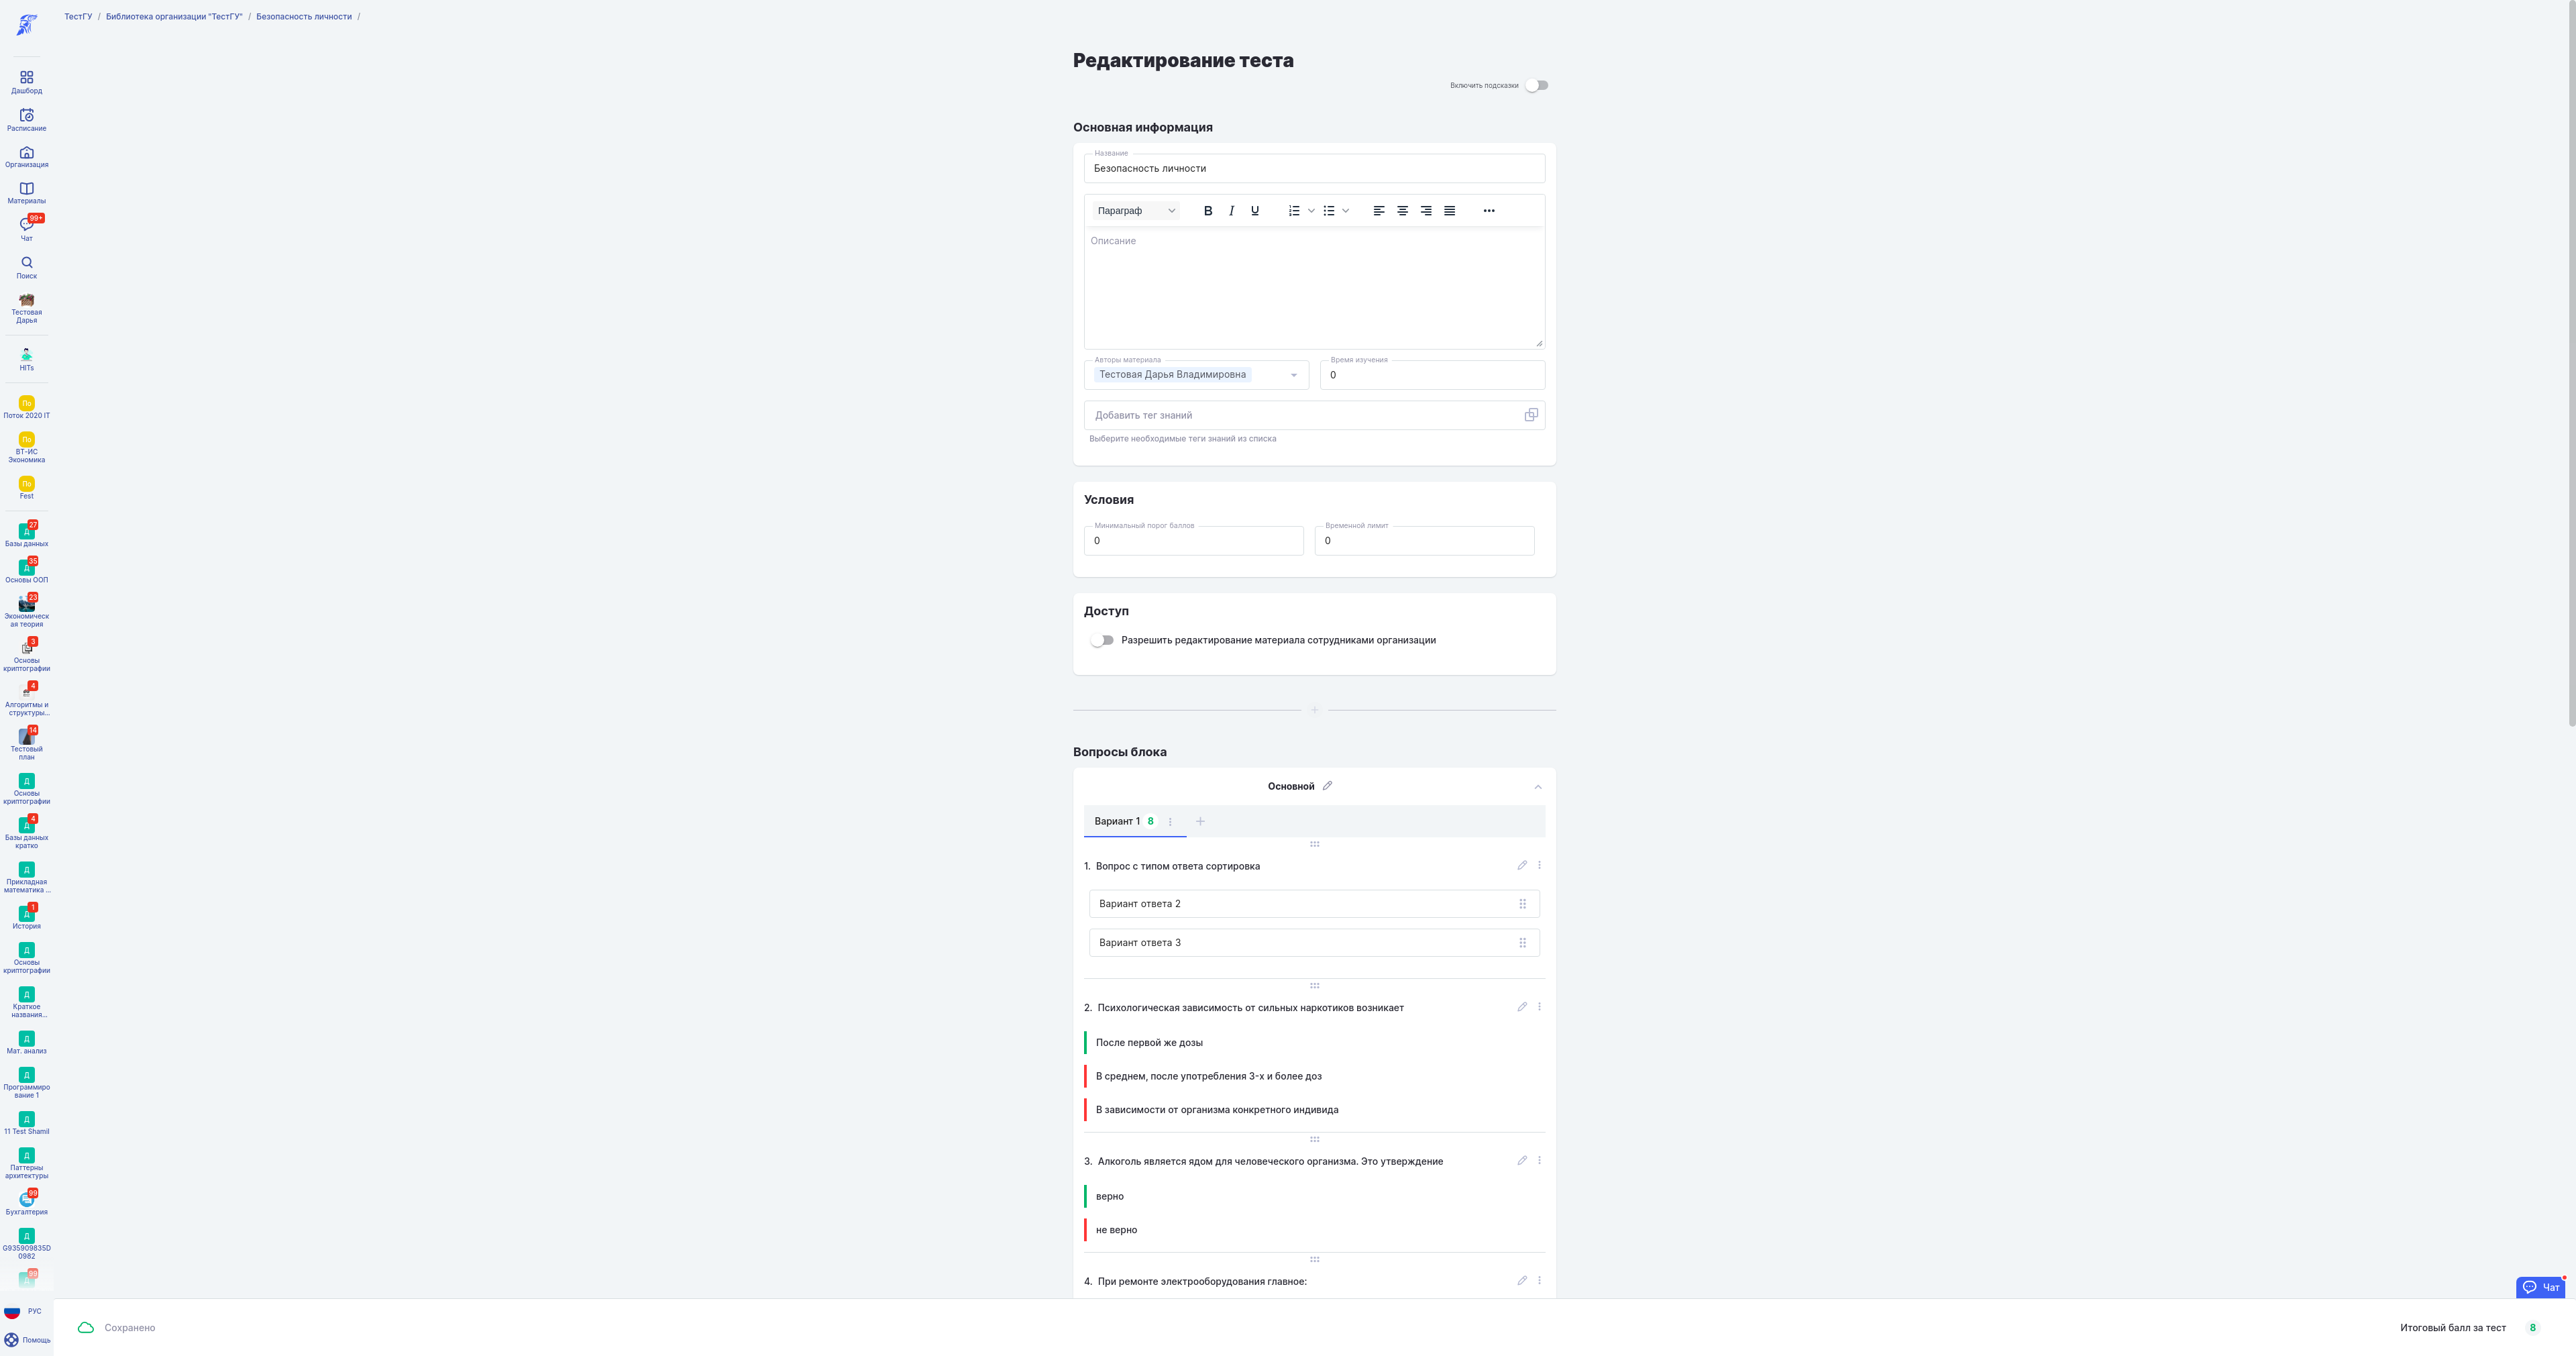 ТестГУ / Библиотека организации "ТестГУ" / Безопасность личности /
Дашборд
Расписание
Организация
Материалы
99+
Чат
Поиск
Тестовая
Дарья
HITs
По
Поток 2020 IT
По
ВТ-ИС
Экономика
По
Fest
27
Д
Базы данных
35
Д
Основы ООП
23
Экономическ
ая теория
3
Основы
криптографии
4
Алгоритмы и
структуры...
14
Тестовый
план
Д
Основы
криптографии
4
Д
Базы данных
кратко
Д
Прикладная
математика ...
1
Д
История
Д
Основы
криптографии
Д
Краткое
названия...
Д
Мат. анализ
Д
Программиро
вание 1
Д
11 Test Shamil
Д
Паттерны
архитектуры
99
Бухгалтерия
Д
G935909835D
0982
99
Д
РУС
Помощь
Редактирование теста
Включить подсказки
Основная информация
Название
Безопасность личности
Параграф
Описание
Авторы материала
Тестовая Дарья Владимировна
Время изучения
0
Добавить тег знаний
Выберите необходимые теги знаний из списка
Условия
Минимальный порог баллов
0
Временной лимит
0
Доступ
Разрешить редактирование материала сотрудниками организации
Вопросы блока
Основной
Вариант 1 8
1. Вопрос с типом ответа сортировка
Вариант ответа 2
Вариант ответа 3
2. Психологическая зависимость от сильных наркотиков возникает
После первой же дозы
В среднем, после употребления 3-х и более доз
В зависимости от организма конкретного индивида
3. Алкоголь является ядом для человеческого организма. Это утверждение
верно
не верно
4. При ремонте электрооборудования главное:
Чат
Сохранено
Итоговый балл за тест 8